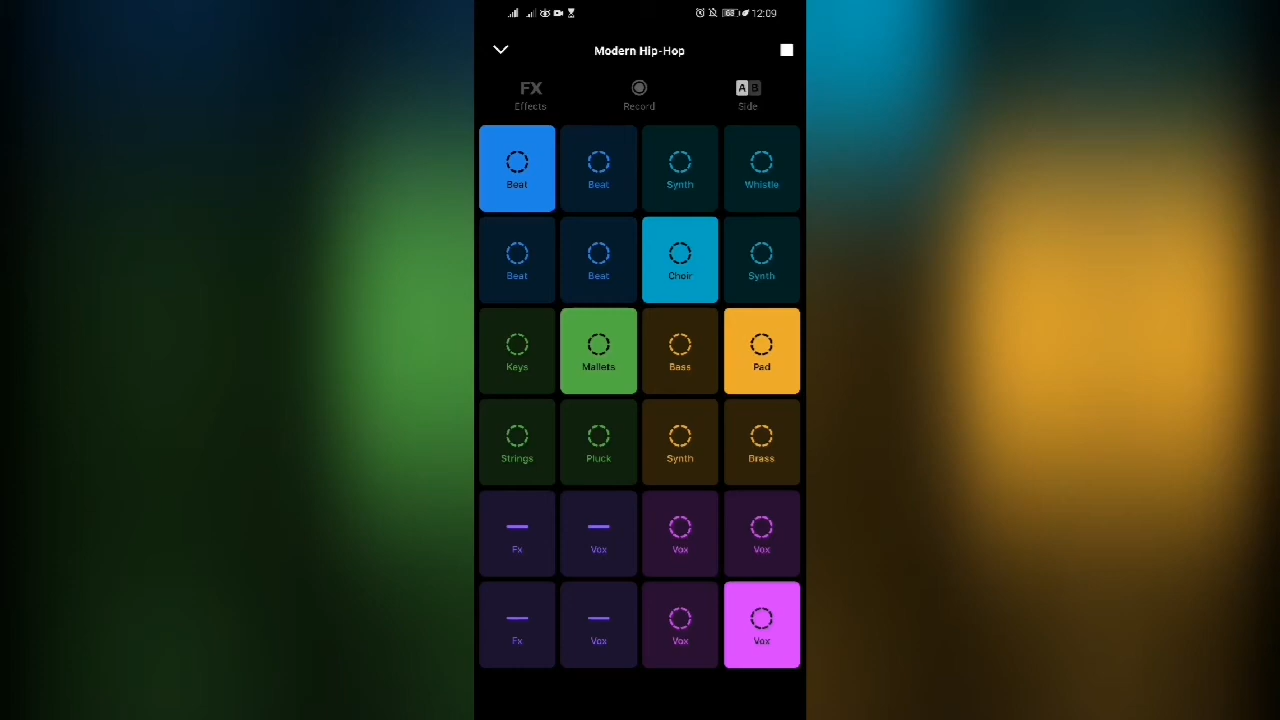 68 12:09
Modern Hip-Hop
FX A B
Effects Record Side
Beat Beat Synth Whistle
Beat Beat Choir Synth
Keys Mallets Bass Pad
Strings Pluck Synth Brass
Fx Vox Vox Vox
Fx Vox Vox Vox